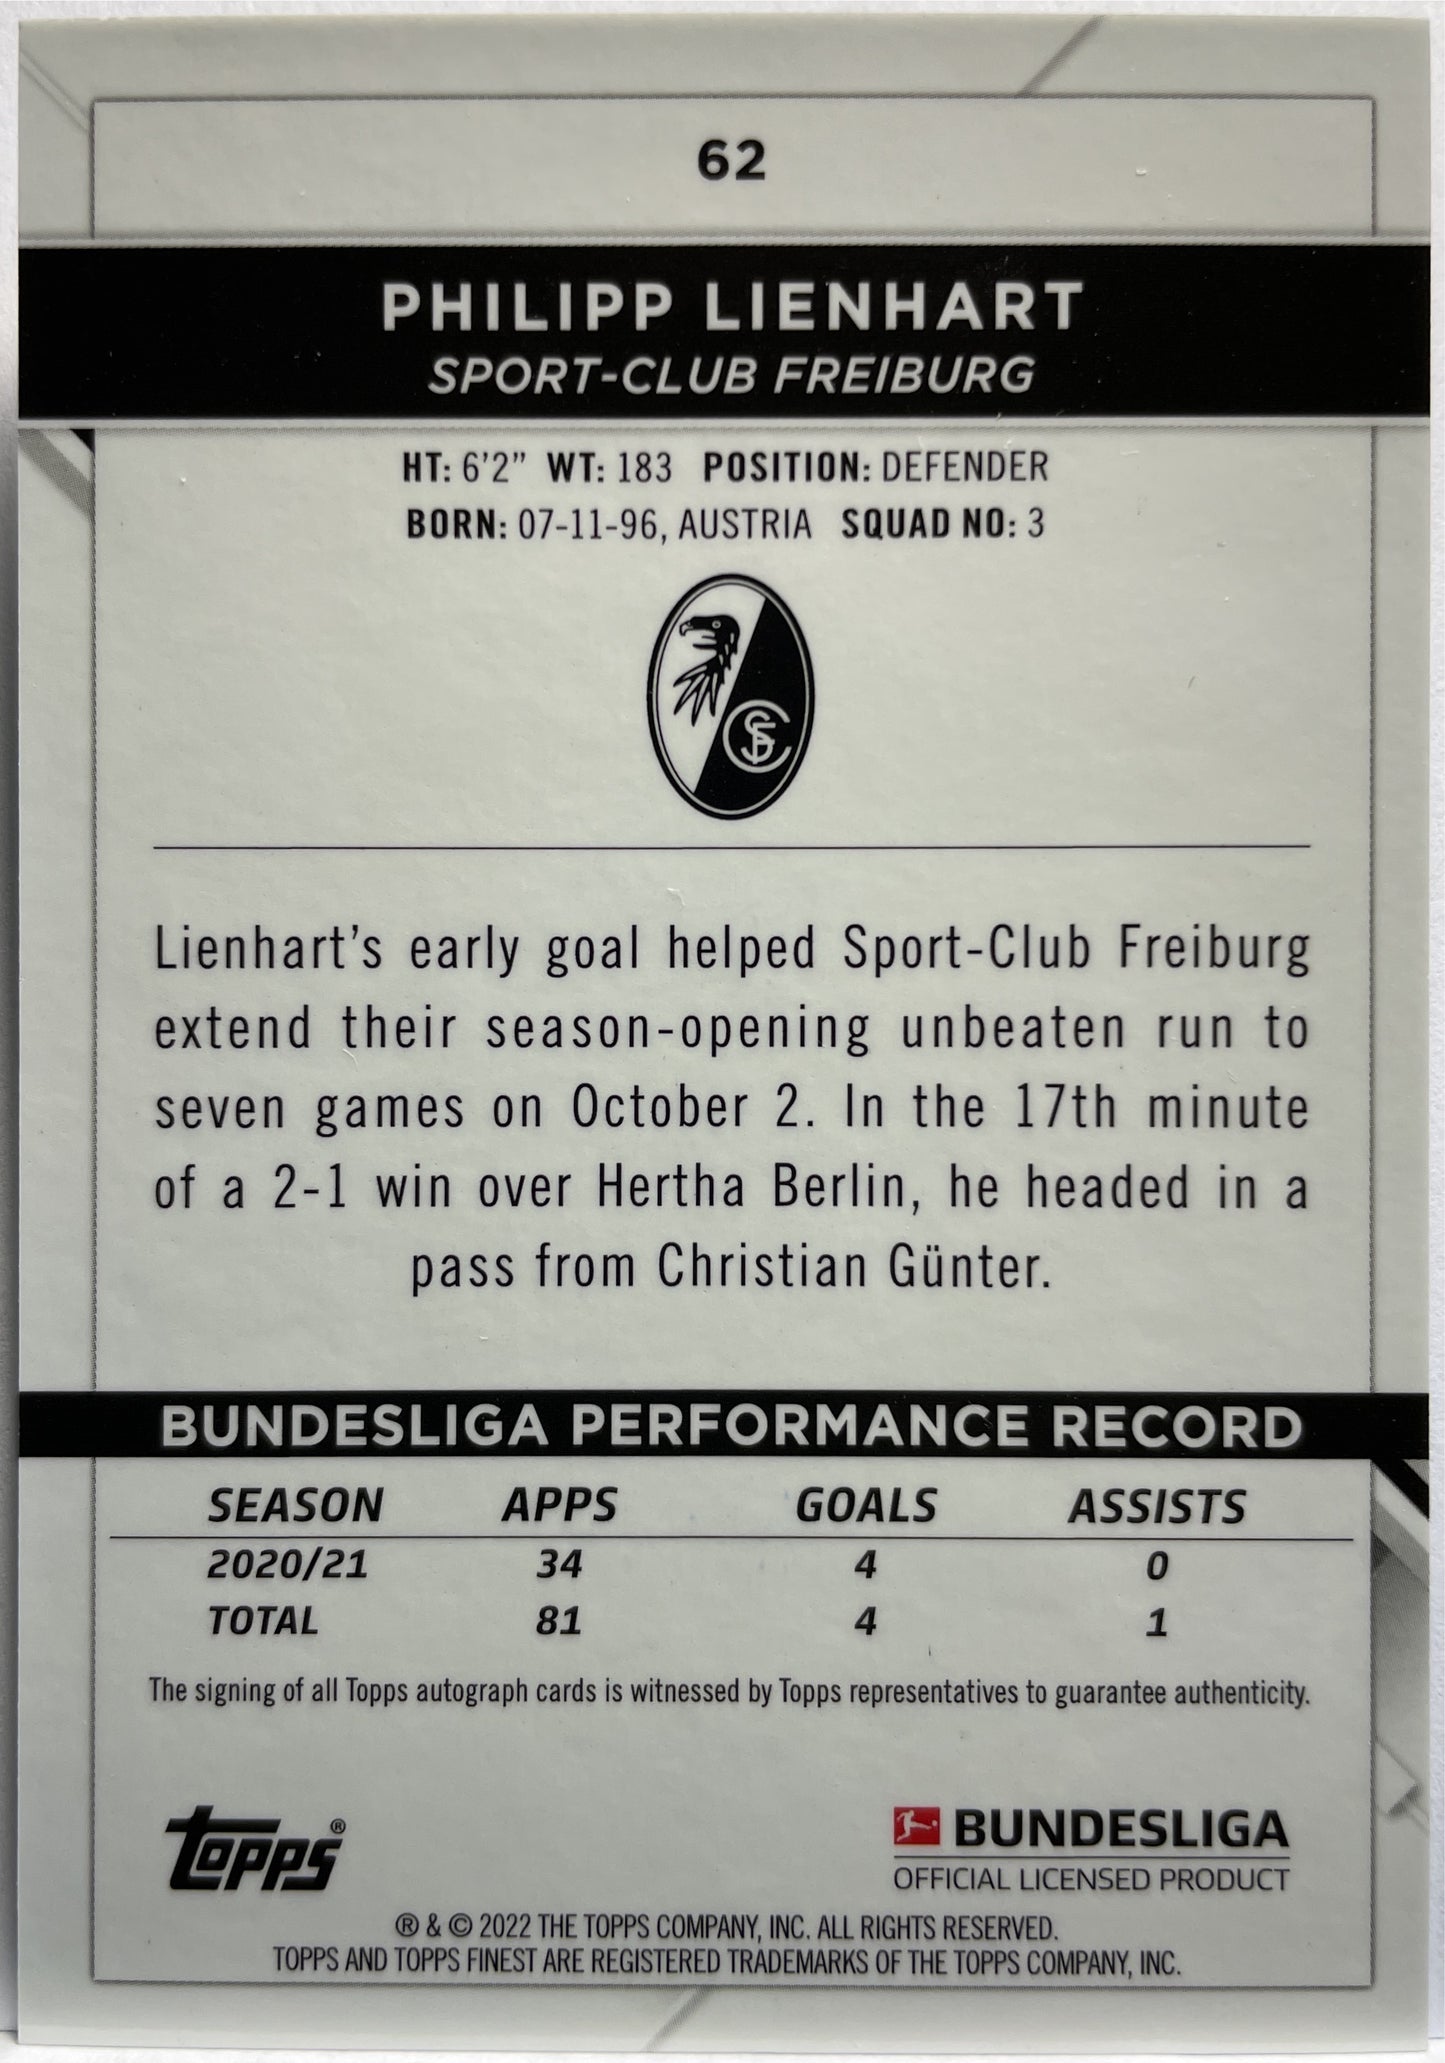 62
PHILIPP LIENHART
SPORT-CLUB FREIBURG
HT: 6'2" WT: 183 POSITION: DEFENDER
BORN: 07-11-96, AUSTRIA SQUAD NO: 3
Lienhart's early goal helped Sport-Club Freiburg
extend their season-opening unbeaten run to
seven games on October 2. In the 17th minute
of a 2-1 win over Hertha Berlin, he headed in a
pass from Christian Günter.
BUNDESLIGA PERFORMANCE RECORD
SEASON APPS GOALS ASSISTS
2020/21 34 4 0
TOTAL 81 4 1
The signing of all Topps autograph cards is witnessed by Topps representatives to guarantee authenticity.
topps®
BUNDESLIGA
OFFICIAL LICENSED PRODUCT
® & © 2022 THE TOPPS COMPANY, INC. ALL RIGHTS RESERVED.
TOPPS AND TOPPS FINEST ARE REGISTERED TRADEMARKS OF THE TOPPS COMPANY, INC.